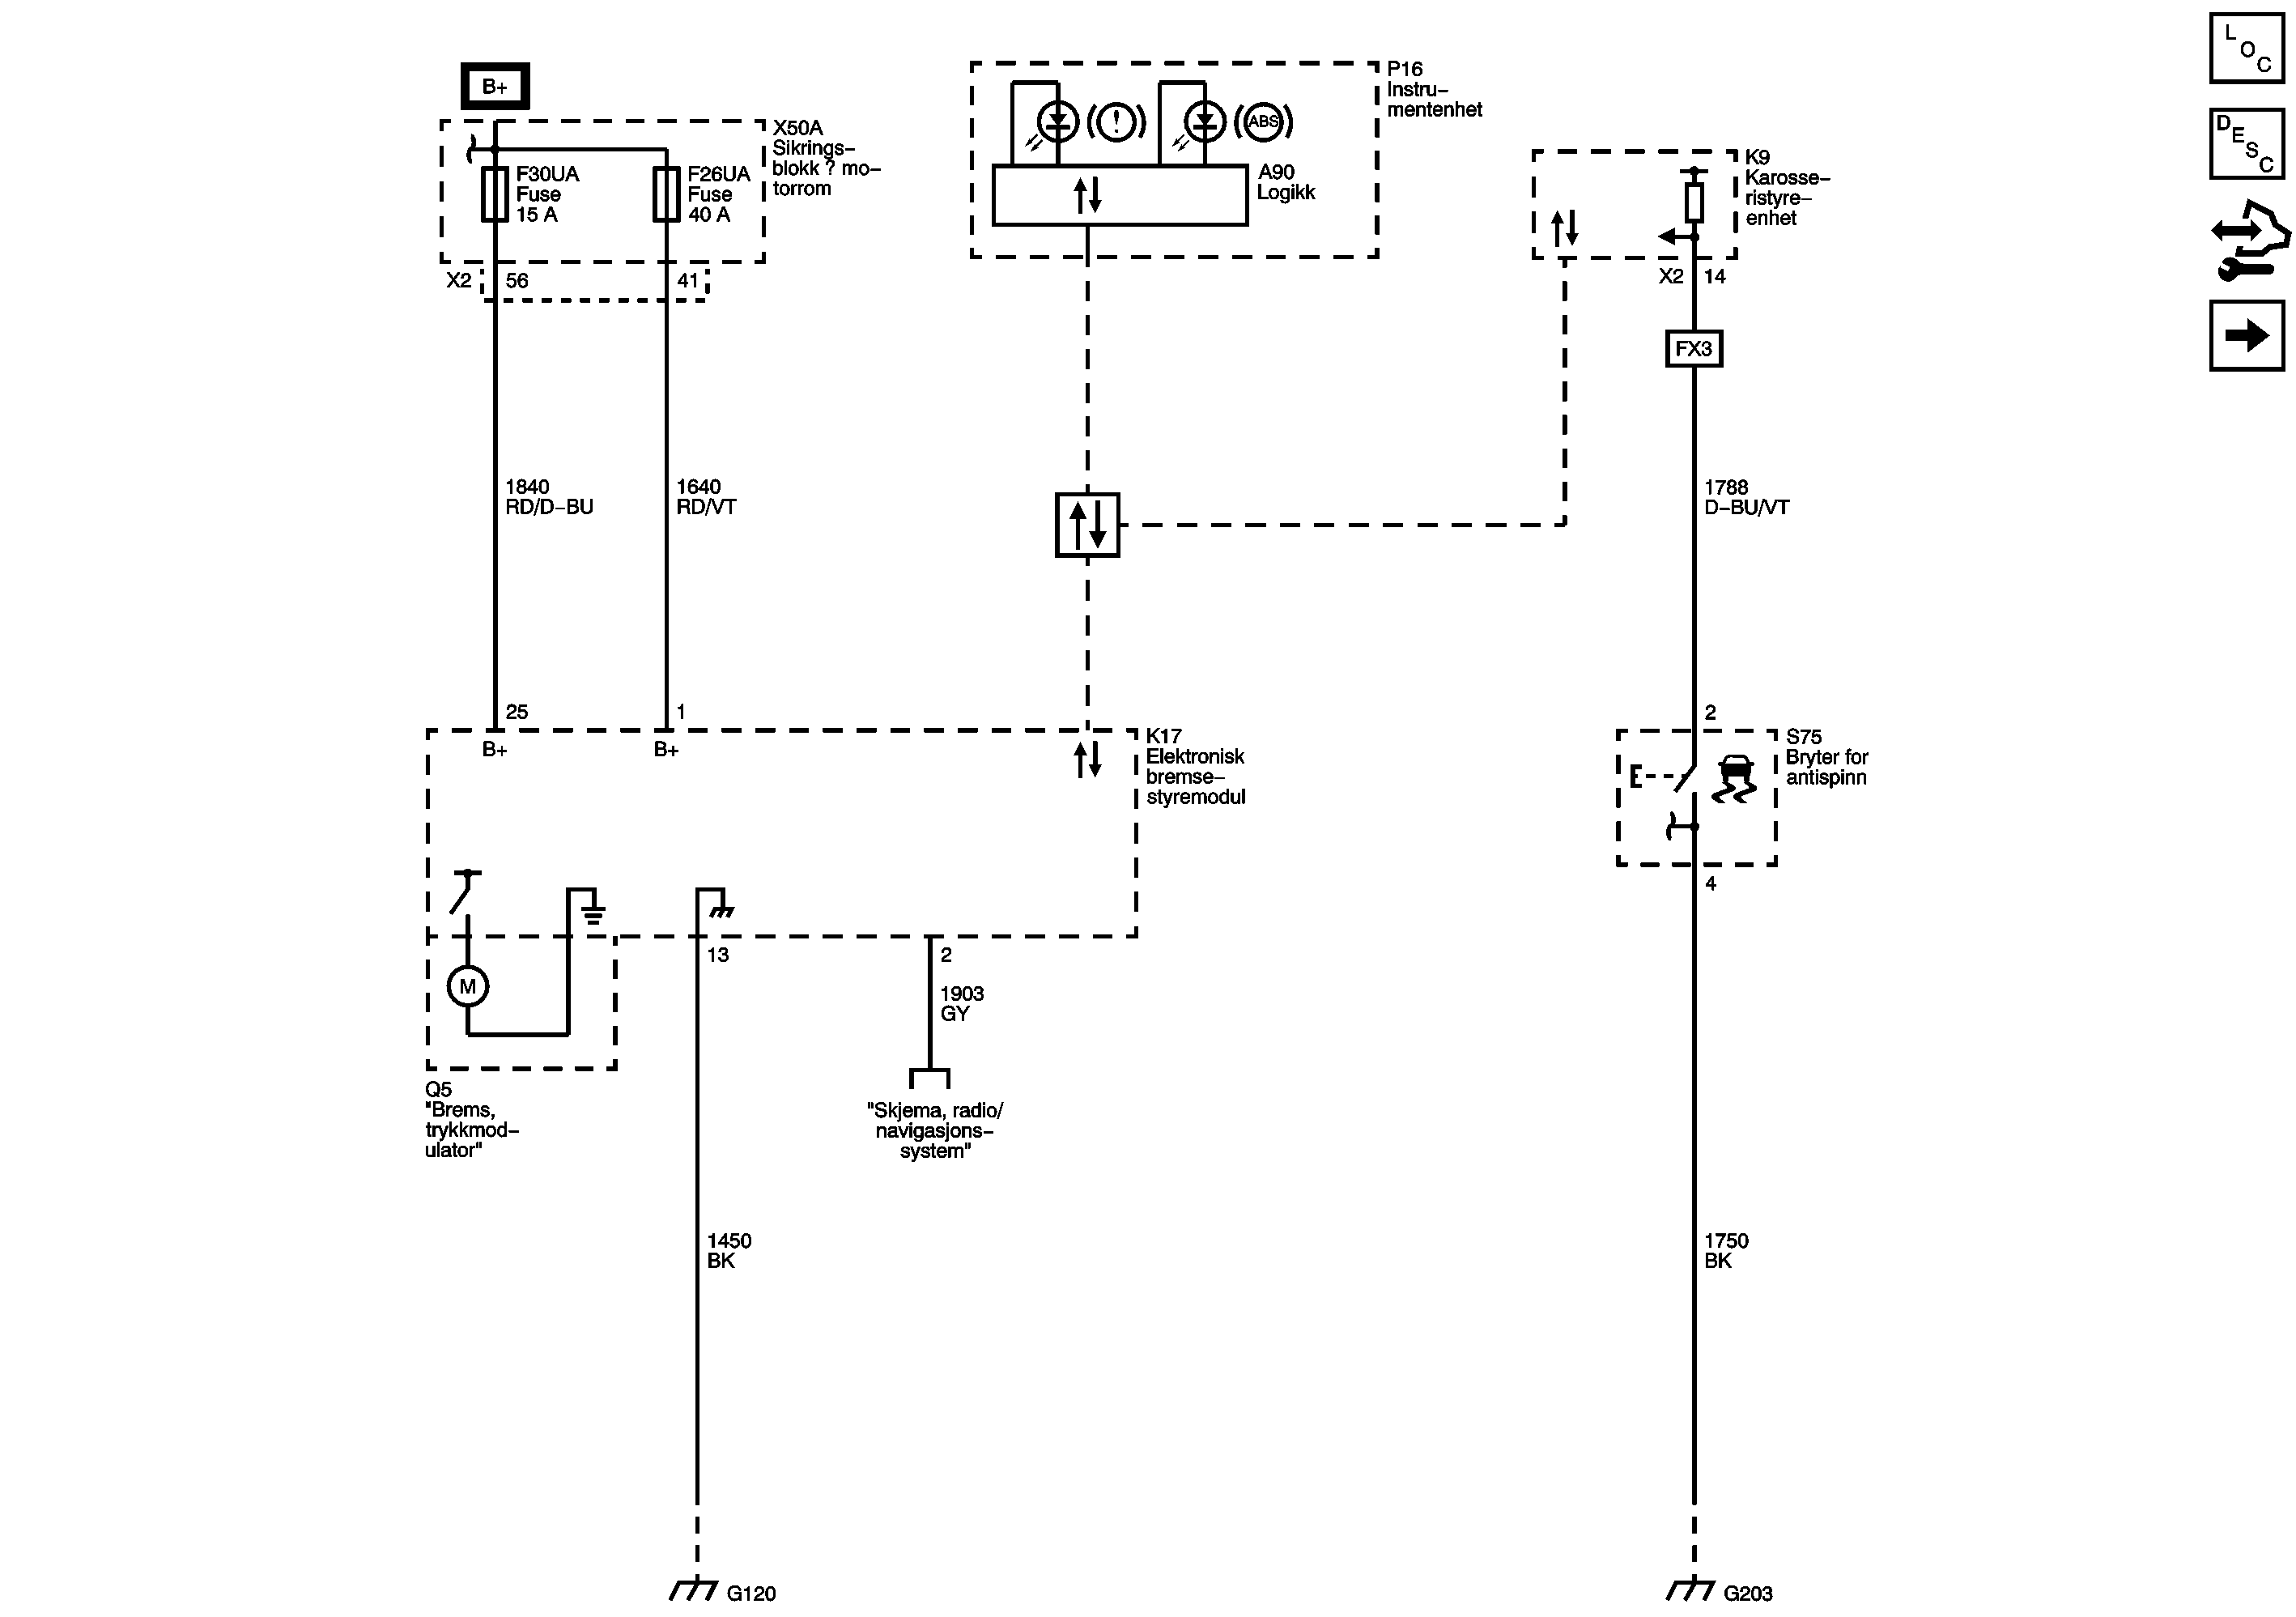 B+
X50A
Sikrings–
blokk ? mo–
torrom
F30UA
Fuse
15 A
F26UA
Fuse
40 A
X2
56
41
1840
RD/D–BU
1640
RD/VT
25
1
B+
B+
P16
Instru–
mentenhet
!
ABS
A90
Logikk
K9
Karosse–
ristyre–
enhet
X2
14
FX3
1788
D–BU/VT
2
S75
Bryter for
antispinn
E
4
K17
Elektronisk
bremse–
styremodul
M
Q5
"Brems,
trykkmod–
ulator"
13
2
1903
GY
"Skjema, radio/
navigasjons–
system"
1450
BK
1750
BK
G120
G203
LOC
DESC